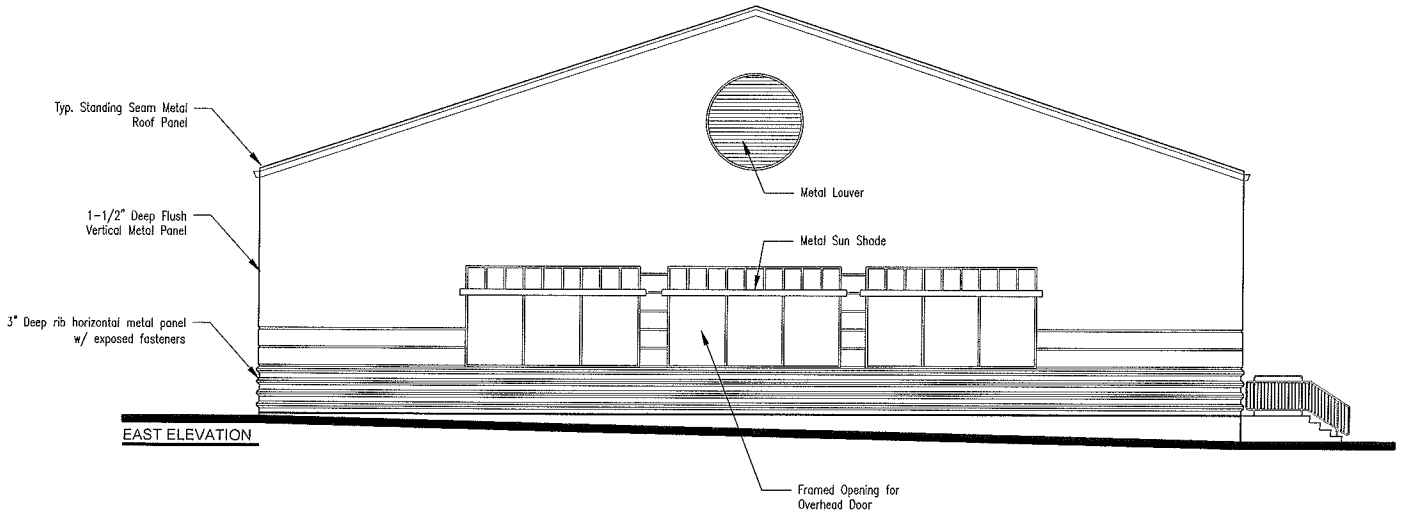 Typ. Standing Seam Metal
Roof Panel
Metal Louver
1-1/2" Deep Flush
Vertical Metal Panel
Metal Sun Shade
3" Deep rib horizontal metal panel
w/ exposed fasteners
EAST ELEVATION
Framed Opening for
Overhead Door